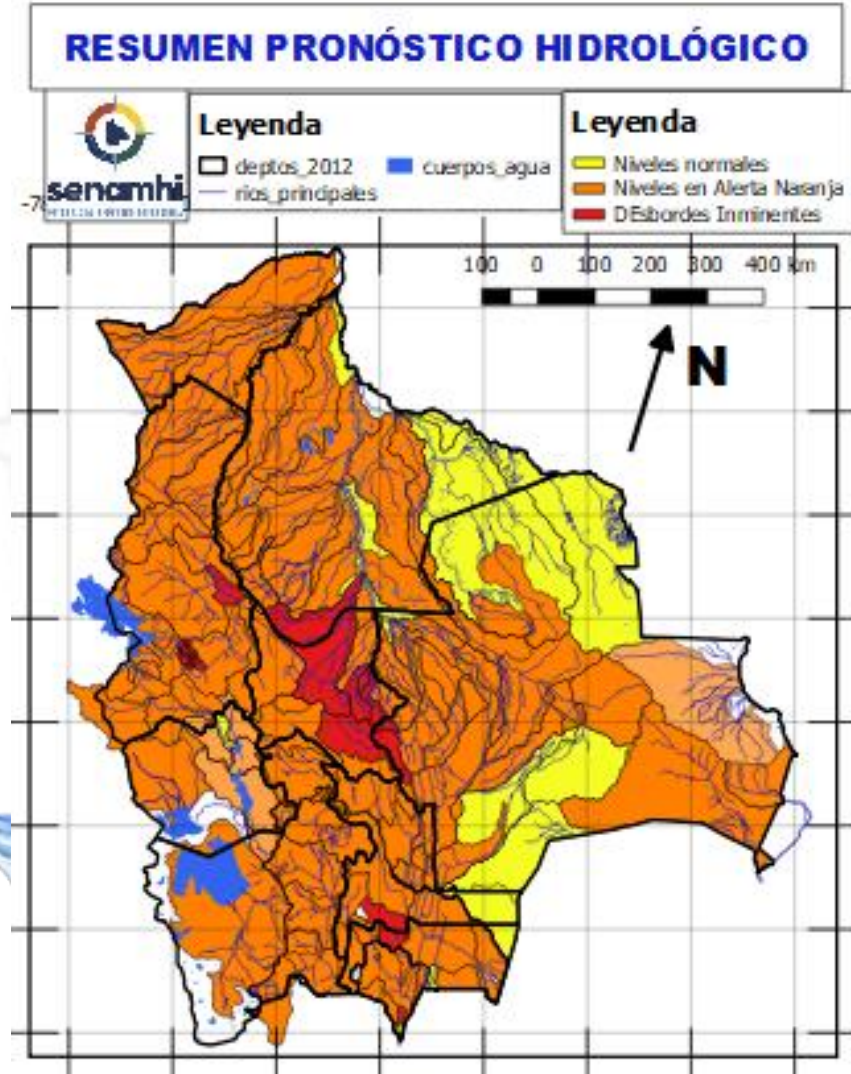 RESUMEN PRONÓSTICO HIDROLÓGICO
senamhi
Leyenda
deptos_2012
cuerpos_agua
rios_principales
Leyenda
Niveles normales
Niveles en Alerta Naranja
DEsbordes Inminentes
100 0 100 200 300 400 km
N